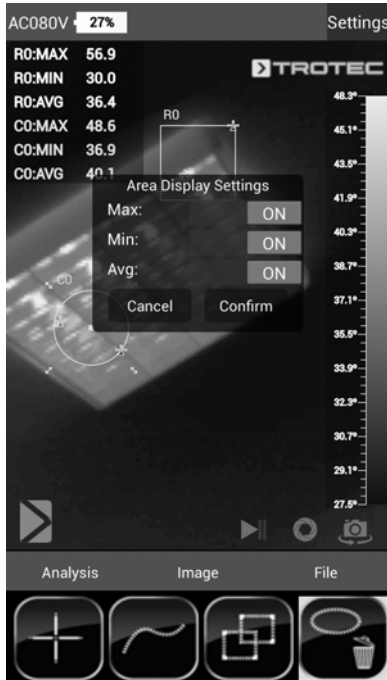 AC080V 27% Settings
R0:MAX 56.9
R0:MIN 30.0
R0:AVG 36.4
C0:MAX 48.6
C0:MIN 36.9
C0:AVG 40.1
TROTEC
R0
Area Display Settings
Max: ON
Min: ON
Avg: ON
Cancel Confirm
C0
48.3°
45.1°
43.5°
41.9°
40.3°
38.7°
37.1°
35.5°
33.9°
32.3°
30.7°
29.1°
27.5°
Analysis Image File